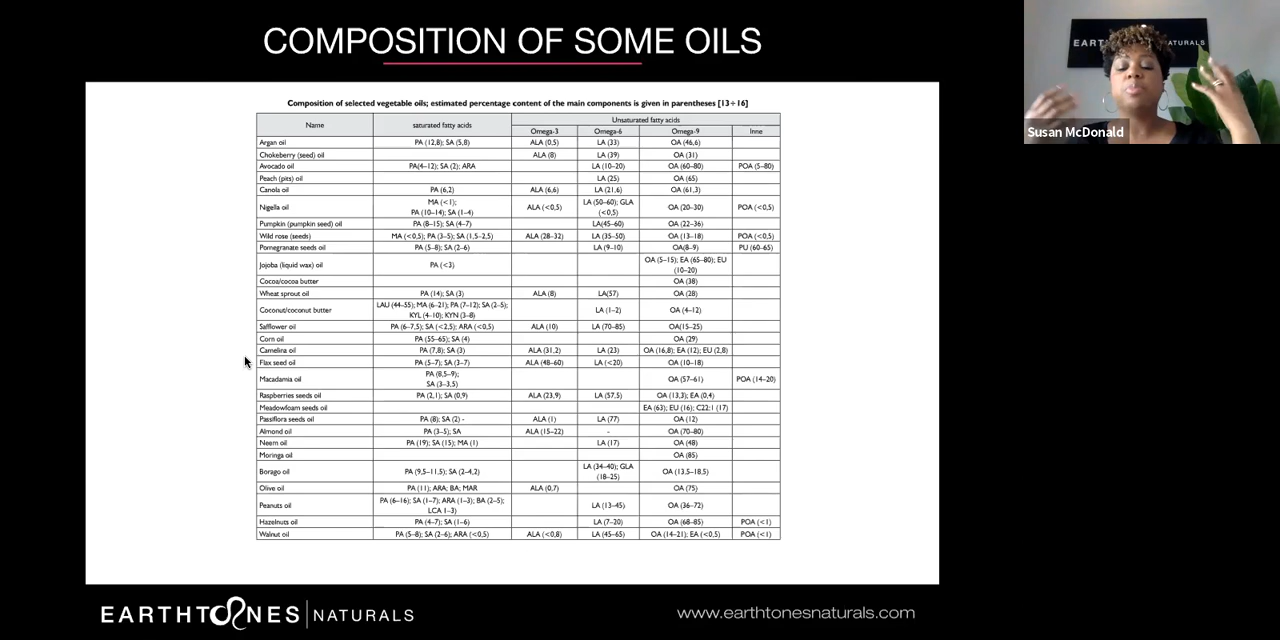 COMPOSITION OF SOME OILS
EARTH NATURALS
Susan McDonald
Composition of selected vegetable oils; estimated percentage content of the main components is given in parentheses [13÷16]
Name saturated fatty acids Unsaturated fatty acids
Omega-3 Omega-6 Omega-9 Inne
Argan oil PA (12,8); SA (5,8) ALA (0,5) LA (33) OA (46,6)
Chokeberry (seed) oil ALA (8) LA (39) OA (31)
Avocado oil PA(4–12); SA (2); ARA LA (10–20) OA (60–80) POA (5–80)
Peach (pits) oil LA (25) OA (65)
Canola oil PA (6,2) ALA (6,6) LA (21,6) OA (61,3)
Nigella oil MA (<1); PA (10–14); SA (1–4) ALA (<0,5) LA (50–60); GLA (<0,5) OA (20–30) POA (<0,5)
Pumpkin (pumpkin seed) oil PA (8–15); SA (4–7) LA(45–60) OA (22–36)
Wild rose (seeds) MA (<0,5); PA (3–5); SA (1,5–2,5) ALA (28–32) LA (35–50) OA (13–18) POA (<0,5)
Pomegranate seeds oil PA (5–8); SA (2–6) LA (9–10) OA(8–9) PU (60–65)
Jojoba (liquid wax) oil PA (<3) OA (5–15); EA (65–80); EU (10–20)
Cocoa/cocoa butter OA (38)
Wheat sprout oil PA (14); SA (3) ALA (8) LA(57) OA (28)
Coconut/coconut butter LAU (44–55); MA (6–21); PA (7–12); SA (2–5); KYL (4–10); KYN (3–8) LA (1–2) OA (4–12)
Safflower oil PA (6–7,5); SA (<2,5); ARA (<0,5) ALA (10) LA (70–85) OA(15–25)
Corn oil PA (55–65); SA (4) OA (29)
Camelina oil PA (7,8); SA (3) ALA (31,2) LA (23) OA (16,8); EA (12); EU (2,8)
Flax seed oil PA (5–7); SA (3–7) ALA (48–60) LA (<20) OA (10–18)
Macadamia oil PA (8,5–9); SA (3–3,5) OA (57–61) POA (14–20)
Raspberries seeds oil PA (2,1); SA (0,9) ALA (23,9) LA (57,5) OA (13,3); EA (0,4)
Meadowfoam seeds oil EA (63); EU (16); C22:1 (17)
Passiflora seeds oil PA (8); SA (2) - ALA (1) LA (77) OA (12)
Almond oil PA (3–5); SA ALA (15–22) - OA (70–80)
Neem oil PA (19); SA (15); MA (1) LA (17) OA (48)
Moringa oil OA (85)
Borago oil PA (9,5–11,5); SA (2–4,2) LA (34–40); GLA (18–25) OA (13,5–18,5)
Olive oil PA (11); ARA; BA; MAR ALA (0,7) OA (75)
Peanuts oil PA (6–16); SA (1–7); ARA (1–3); BA (2–5); LCA 1–3) LA (13–45) OA (36–72)
Hazelnuts oil PA (4–7); SA (1–6) LA (7–20) OA (68–85) POA (<1)
Walnut oil PA (5–8); SA (2–6); ARA (<0,5) ALA (<0,8) LA (45–65) OA (14–21); EA (<0,5) POA (<1)
EARTHTONES NATURALS
www.earthtonesnaturals.com